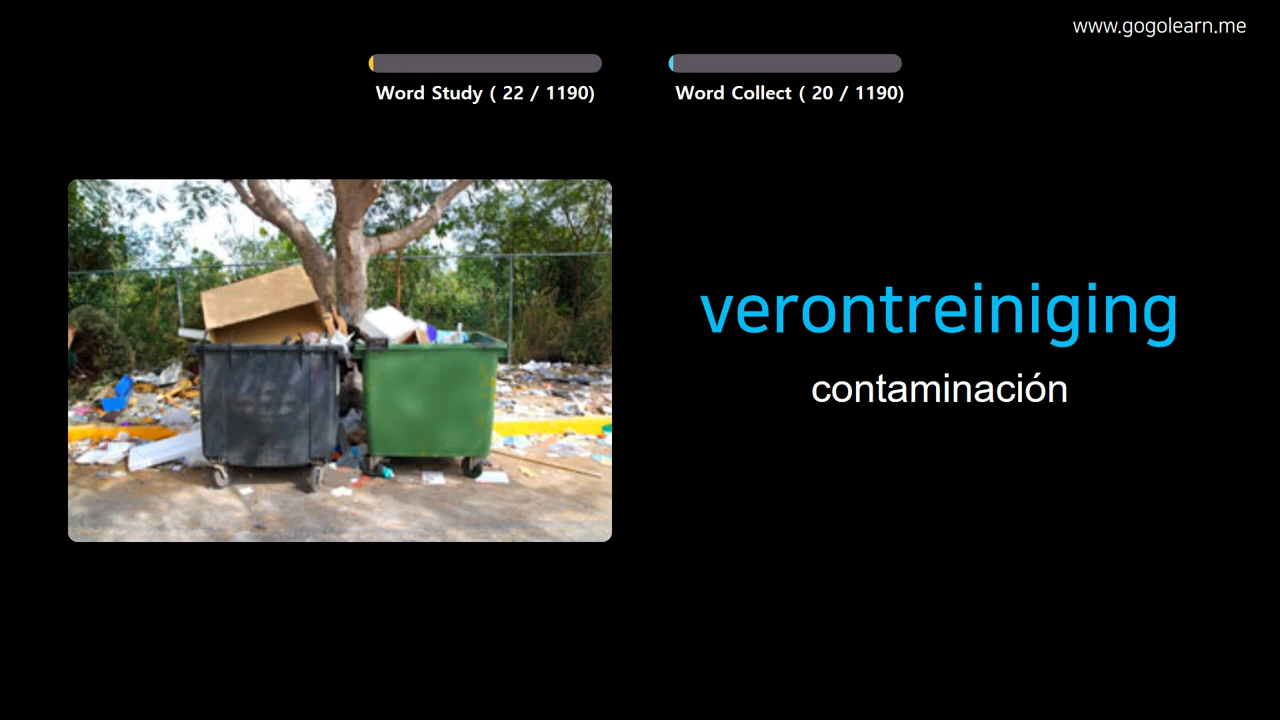 www.gogolearn.me
Word Study ( 22 / 1190)
Word Collect ( 20 / 1190)
verontreiniging
contaminación